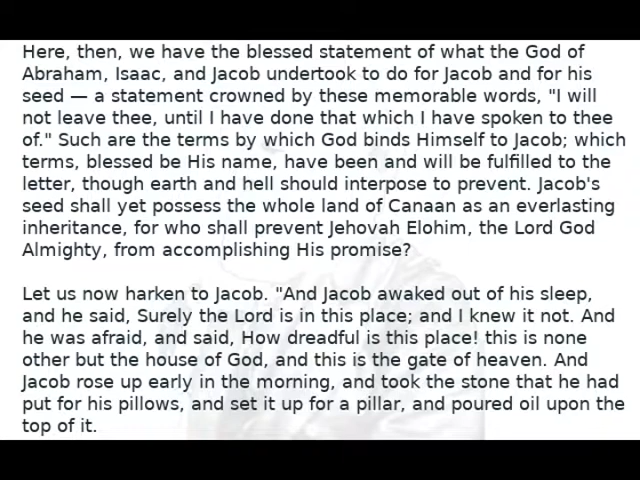 Here, then, we have the blessed statement of what the God of
Abraham, Isaac, and Jacob undertook to do for Jacob and for his
seed — a statement crowned by these memorable words, "I will
not leave thee, until I have done that which I have spoken to thee
of." Such are the terms by which God binds Himself to Jacob; which
terms, blessed be His name, have been and will be fulfilled to the
letter, though earth and hell should interpose to prevent. Jacob's
seed shall yet possess the whole land of Canaan as an everlasting
inheritance, for who shall prevent Jehovah Elohim, the Lord God
Almighty, from accomplishing His promise?

Let us now harken to Jacob. "And Jacob awaked out of his sleep,
and he said, Surely the Lord is in this place; and I knew it not. And
he was afraid, and said, How dreadful is this place! this is none
other but the house of God, and this is the gate of heaven. And
Jacob rose up early in the morning, and took the stone that he had
put for his pillows, and set it up for a pillar, and poured oil upon the
top of it.